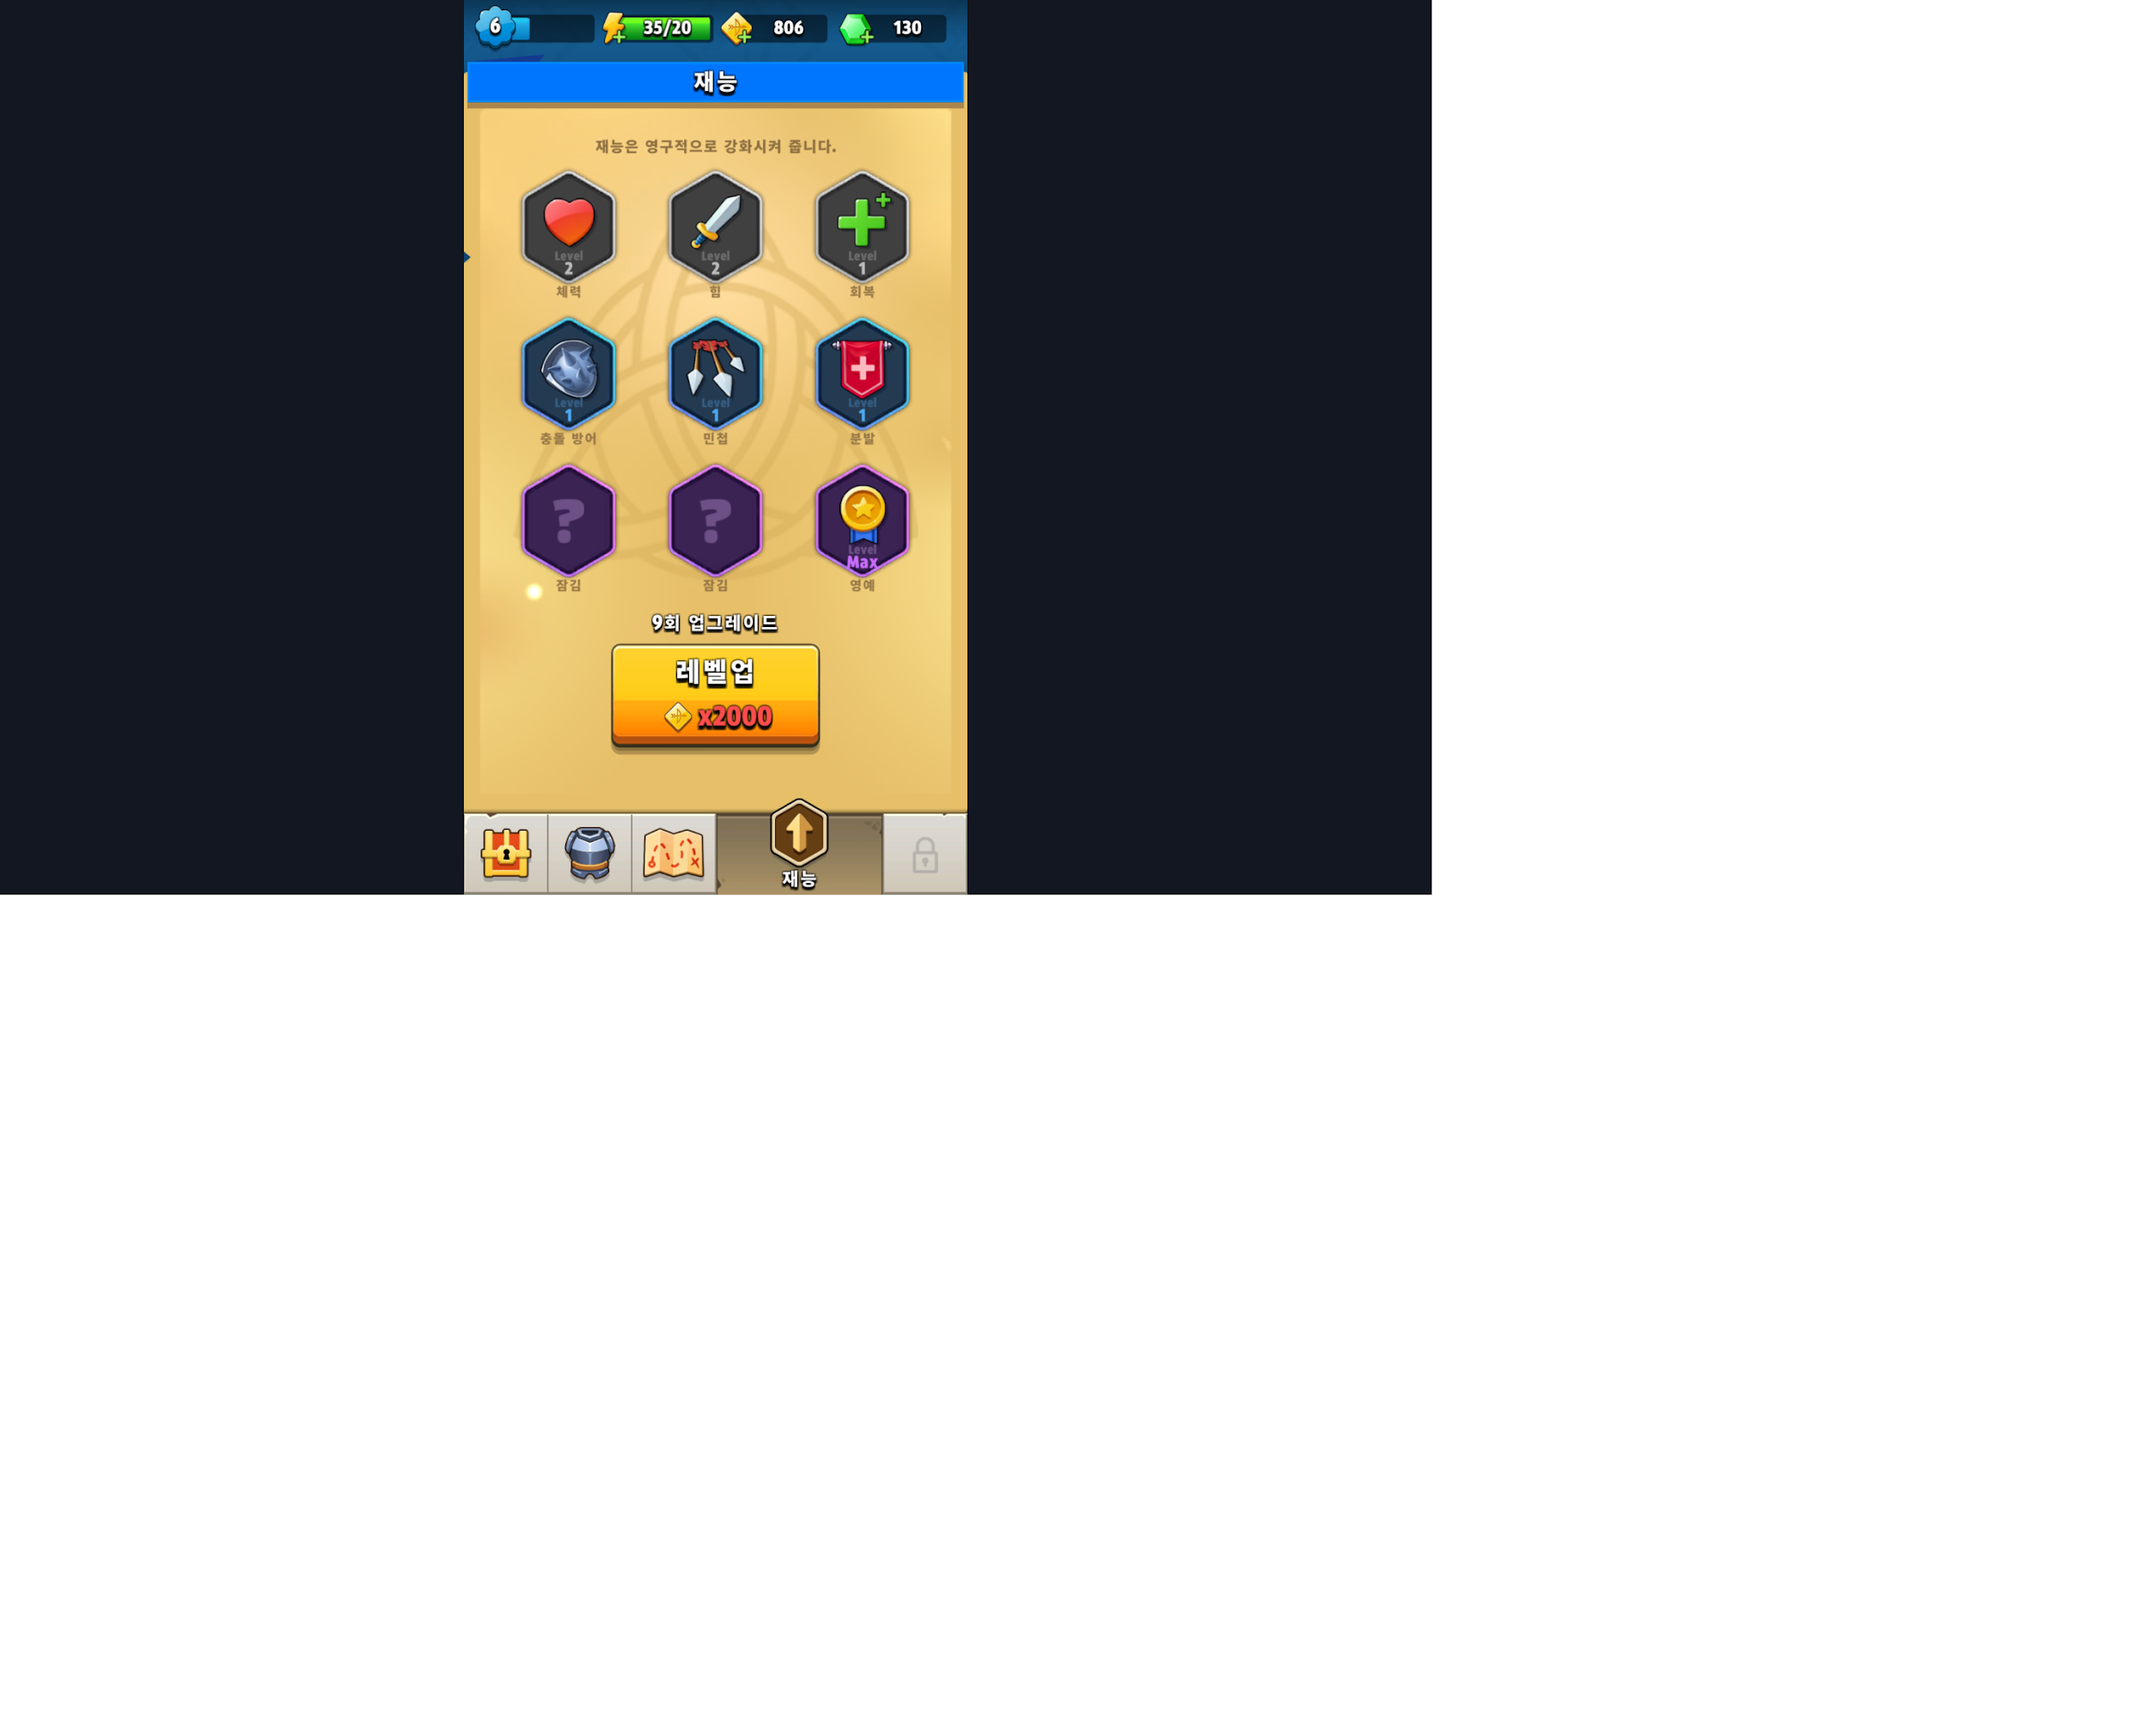 6 35/20 806 130
재능
재능은 영구적으로 강화시켜 줍니다.
Level Level Level
2 2 1
체력 힘 회복
Level Level Level
1 1 1
충돌 방어 민첩 분발
? ? Level
Max
잠김 잠김 영예
9회 업그레이드
레벨업
x2000
재능